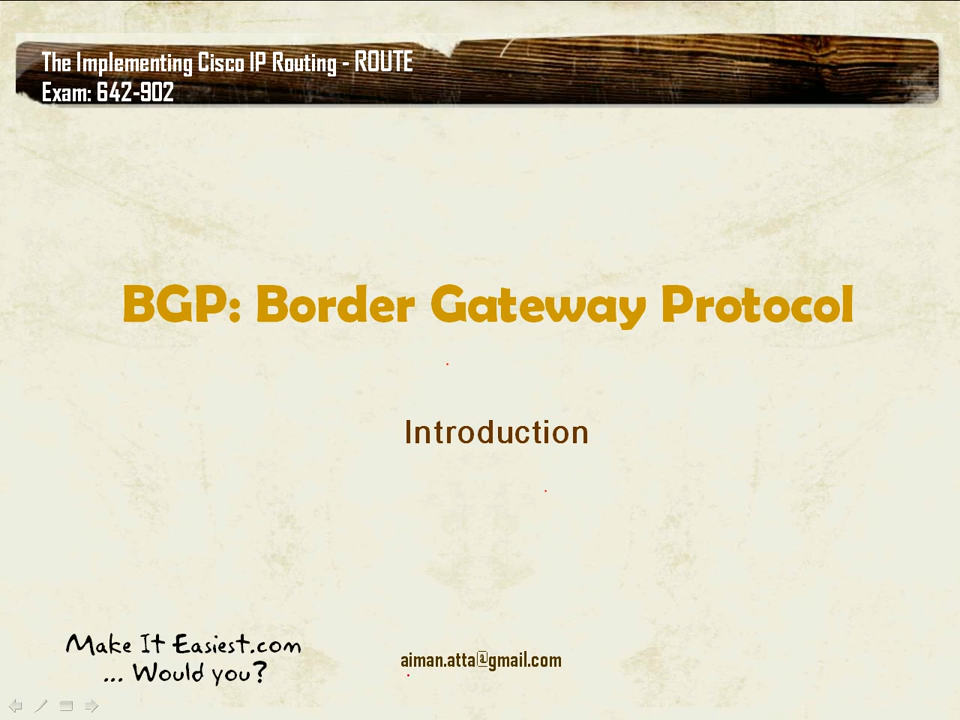 The Implementing Cisco IP Routing - ROUTE
Exam: 642-902
BGP: Border Gateway Protocol
Introduction
Make It Easiest.com
... Would you?
aiman.atta@gmail.com